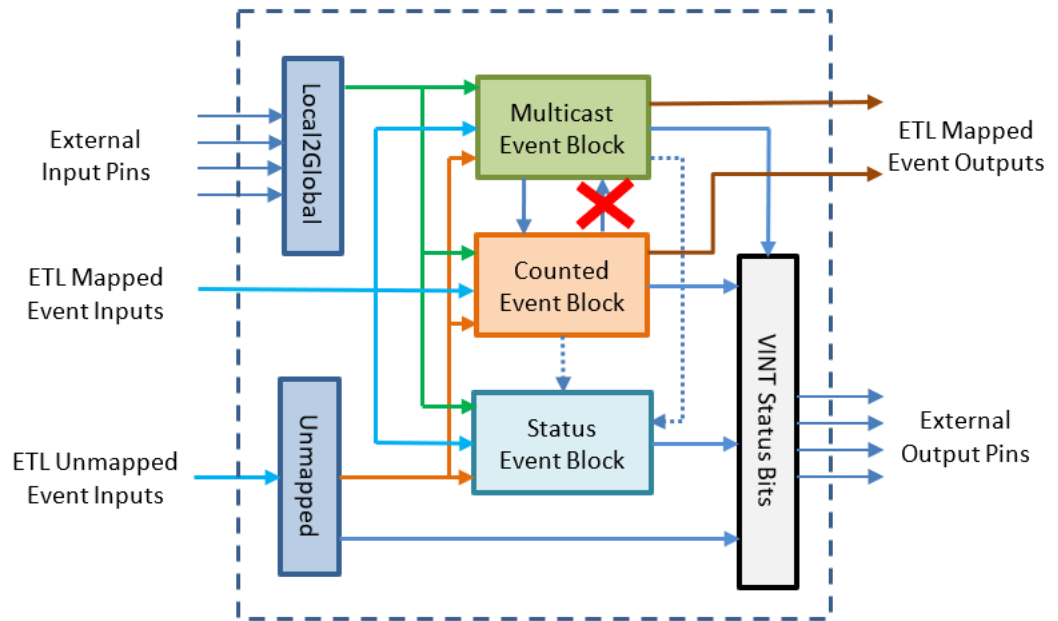 External
Input Pins
Local2Global
Multicast
Event Block
ETL Mapped
Event Outputs
ETL Mapped
Event Inputs
Counted
Event Block
VINT Status Bits
ETL Unmapped
Event Inputs
Unmapped
Status
Event Block
External
Output Pins